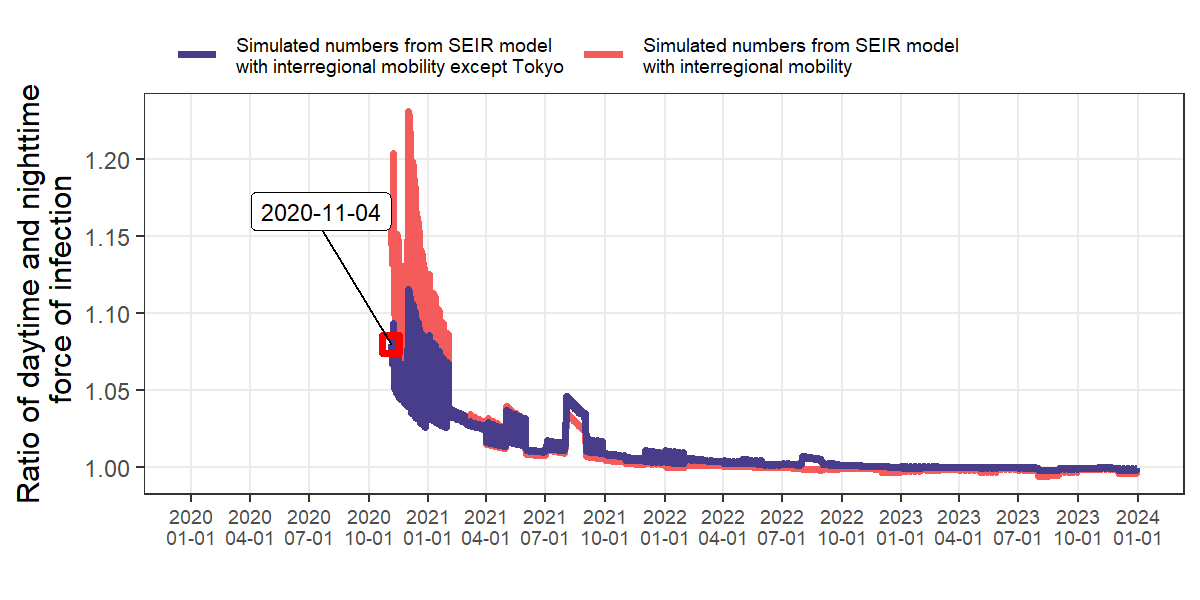 Simulated numbers from SEIR model
with interregional mobility except Tokyo
Simulated numbers from SEIR model
with interregional mobility
Ratio of daytime and nighttime
force of infection
1.20
1.15
1.10
1.05
1.00
2020-11-04
2020 2020 2020 2020 2021 2021 2021 2021 2022 2022 2022 2022 2023 2023 2023 2023 2024
01-01 04-01 07-01 10-01 01-01 04-01 07-01 10-01 01-01 04-01 07-01 10-01 01-01 04-01 07-01 10-01 01-01